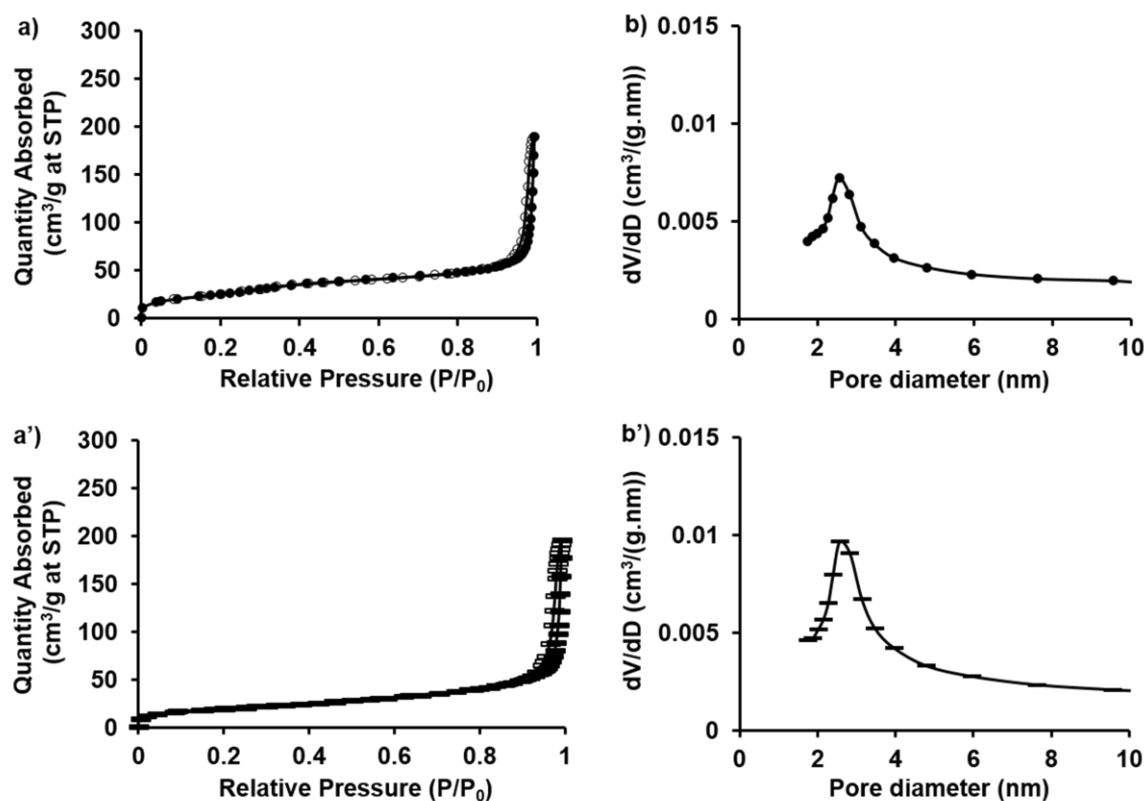 a)
Quantity Absorbed
(cm³/g at STP)
300
250
200
150
100
50
0
0 0.2 0.4 0.6 0.8 1
Relative Pressure (P/P₀)
b)
dV/dD (cm³/(g.nm))
0.015
0.01
0.005
0
0 2 4 6 8 10
Pore diameter (nm)
a’)
Quantity Absorbed
(cm³/g at STP)
300
250
200
150
100
50
0
0 0.2 0.4 0.6 0.8 1
Relative Pressure (P/P₀)
b’)
dV/dD (cm³/(g.nm))
0.015
0.01
0.005
0
0 2 4 6 8 10
Pore diameter (nm)